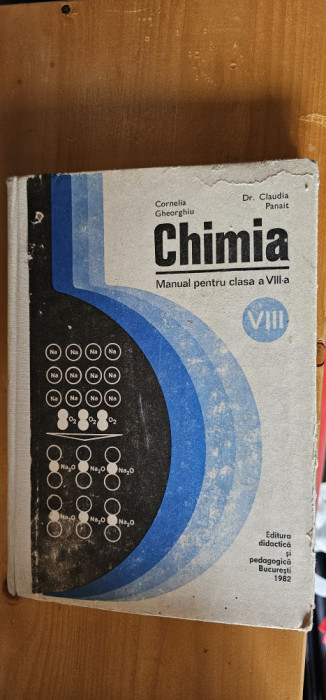 Cornelia
Gheorghiu
Dr. Claudia
Panait
Chimia
Manual pentru clasa a VIII-a
VIII
Na Na Na Na
Na Na Na Na
Na Na Na Na
O₂ O₂ O₂
Na₂O Na₂O Na₂O
Na₂O Na₂O Na₂O
Editura
didactică
și
pedagogică
București
1982